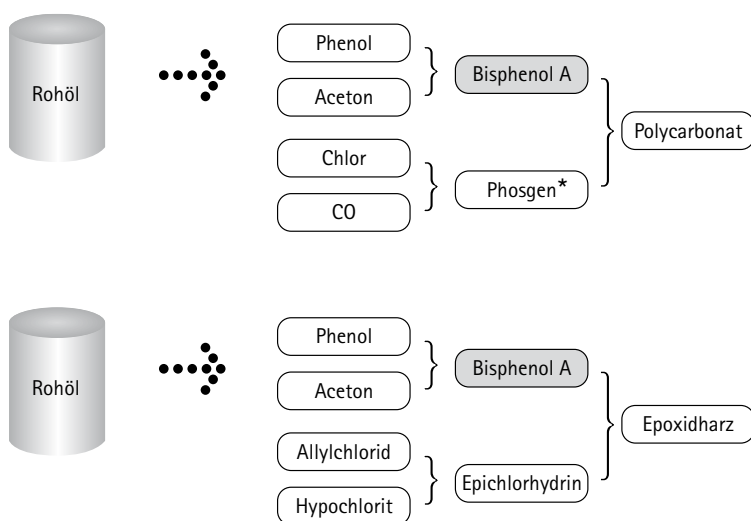 Rohöl
Phenol
Aceton
Chlor
CO
Bisphenol A
Phosgen*
Polycarbonat
Rohöl
Phenol
Aceton
Allylchlorid
Hypochlorit
Bisphenol A
Epichlorhydrin
Epoxidharz